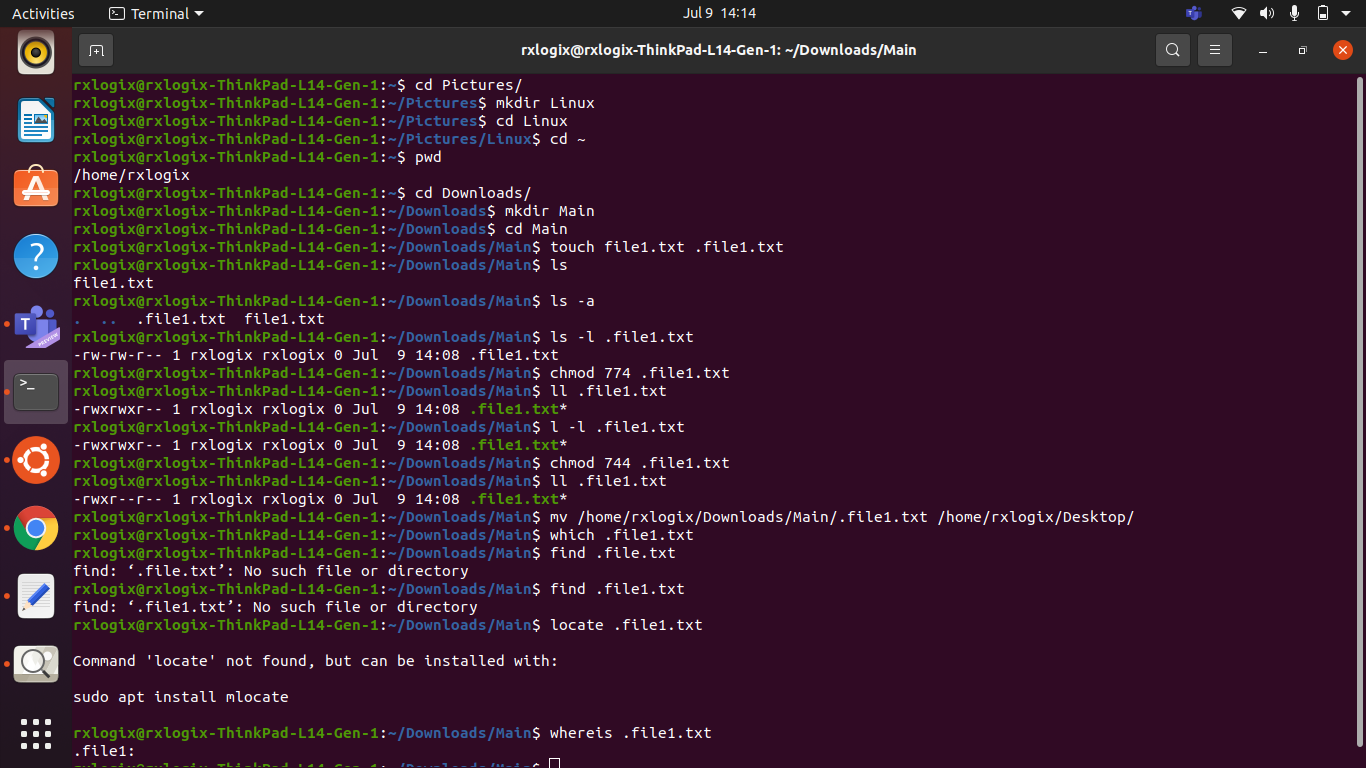 Activities Terminal Jul 9 14:14
rxlogix@rxlogix-ThinkPad-L14-Gen-1: ~/Downloads/Main
rxlogix@rxlogix-ThinkPad-L14-Gen-1:~$ cd Pictures/
rxlogix@rxlogix-ThinkPad-L14-Gen-1:~/Pictures$ mkdir Linux
rxlogix@rxlogix-ThinkPad-L14-Gen-1:~/Pictures$ cd Linux
rxlogix@rxlogix-ThinkPad-L14-Gen-1:~/Pictures/Linux$ cd ~
rxlogix@rxlogix-ThinkPad-L14-Gen-1:~$ pwd
/home/rxlogix
rxlogix@rxlogix-ThinkPad-L14-Gen-1:~$ cd Downloads/
rxlogix@rxlogix-ThinkPad-L14-Gen-1:~/Downloads$ mkdir Main
rxlogix@rxlogix-ThinkPad-L14-Gen-1:~/Downloads$ cd Main
rxlogix@rxlogix-ThinkPad-L14-Gen-1:~/Downloads/Main$ touch file1.txt .file1.txt
rxlogix@rxlogix-ThinkPad-L14-Gen-1:~/Downloads/Main$ ls
file1.txt
rxlogix@rxlogix-ThinkPad-L14-Gen-1:~/Downloads/Main$ ls -a
.  ..  .file1.txt  file1.txt
rxlogix@rxlogix-ThinkPad-L14-Gen-1:~/Downloads/Main$ ls -l .file1.txt
-rw-rw-r-- 1 rxlogix rxlogix 0 Jul  9 14:08 .file1.txt
rxlogix@rxlogix-ThinkPad-L14-Gen-1:~/Downloads/Main$ chmod 774 .file1.txt
rxlogix@rxlogix-ThinkPad-L14-Gen-1:~/Downloads/Main$ ll .file1.txt
-rwxrwxr-- 1 rxlogix rxlogix 0 Jul  9 14:08 .file1.txt*
rxlogix@rxlogix-ThinkPad-L14-Gen-1:~/Downloads/Main$ l -l .file1.txt
-rwxrwxr-- 1 rxlogix rxlogix 0 Jul  9 14:08 .file1.txt*
rxlogix@rxlogix-ThinkPad-L14-Gen-1:~/Downloads/Main$ chmod 744 .file1.txt
rxlogix@rxlogix-ThinkPad-L14-Gen-1:~/Downloads/Main$ ll .file1.txt
-rwxr--r-- 1 rxlogix rxlogix 0 Jul  9 14:08 .file1.txt*
rxlogix@rxlogix-ThinkPad-L14-Gen-1:~/Downloads/Main$ mv /home/rxlogix/Downloads/Main/.file1.txt /home/rxlogix/Desktop/
rxlogix@rxlogix-ThinkPad-L14-Gen-1:~/Downloads/Main$ which .file1.txt
rxlogix@rxlogix-ThinkPad-L14-Gen-1:~/Downloads/Main$ find .file.txt
find: ‘.file.txt’: No such file or directory
rxlogix@rxlogix-ThinkPad-L14-Gen-1:~/Downloads/Main$ find .file1.txt
find: ‘.file1.txt’: No such file or directory
rxlogix@rxlogix-ThinkPad-L14-Gen-1:~/Downloads/Main$ locate .file1.txt
Command 'locate' not found, but can be installed with:
sudo apt install mlocate
rxlogix@rxlogix-ThinkPad-L14-Gen-1:~/Downloads/Main$ whereis .file1.txt
.file1:
rxlogix@rxlogix-ThinkPad-L14-Gen-1:~/Downloads/Main$